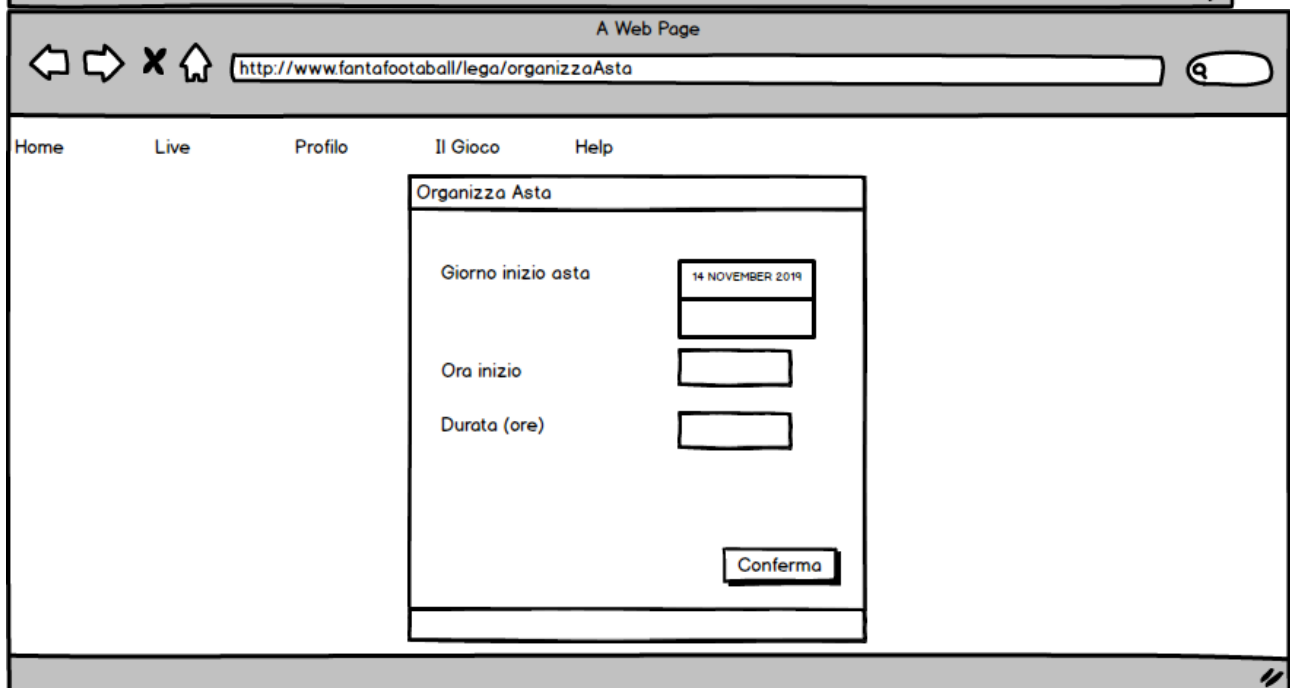 A Web Page
http://www.fantafootaball/lega/organizzaAsta
Home Live Profilo Il Gioco Help
Organizza Asta
Giorno inizio asta
14 NOVEMBER 2019
Ora inizio
Durata (ore)
Conferma